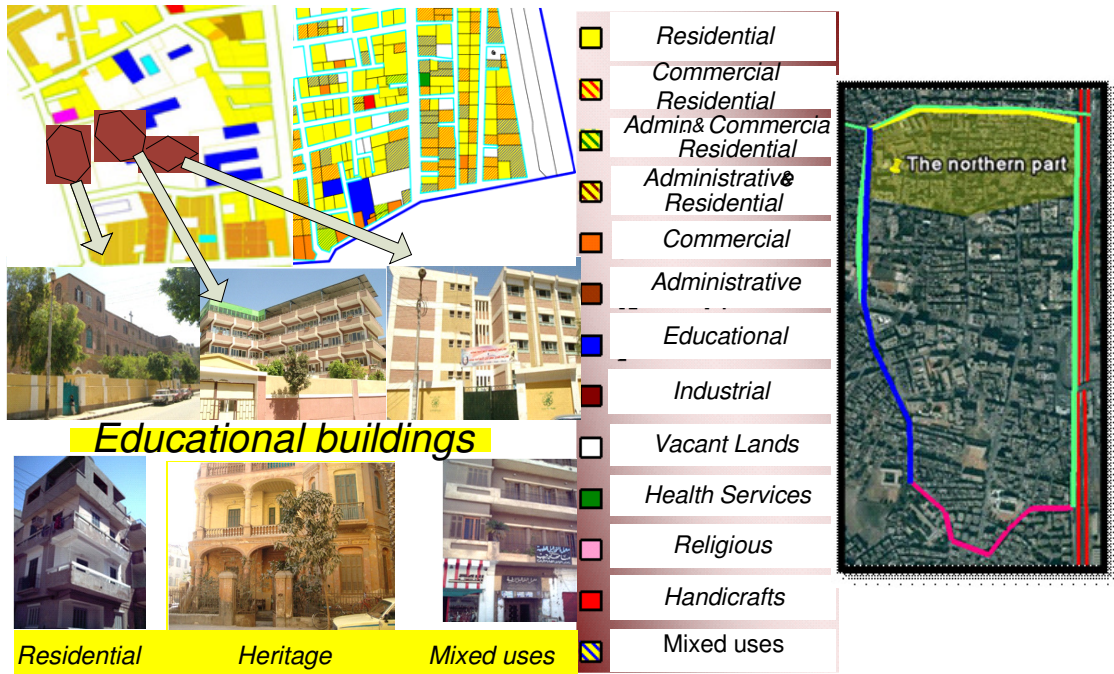 Residential
Commercial
Residential
Admin.& Commercia
Residential
Administrative&
Residential
Commercial
Administrative
Educational
Industrial
Vacant Lands
Health Services
Religious
Handicrafts
Mixed uses
The northern part
Educational buildings
Residential
Heritage
Mixed uses